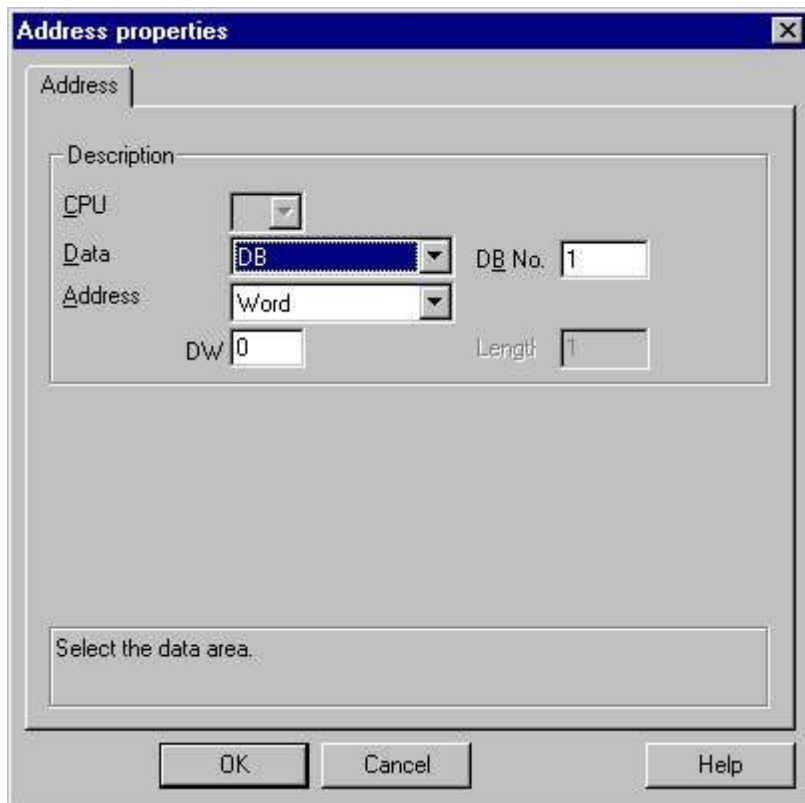 Address properties
Address
Description
CPU
Data DB DB No. 1
Address Word
DW 0 Lengt 1
Select the data area.
OK Cancel Help